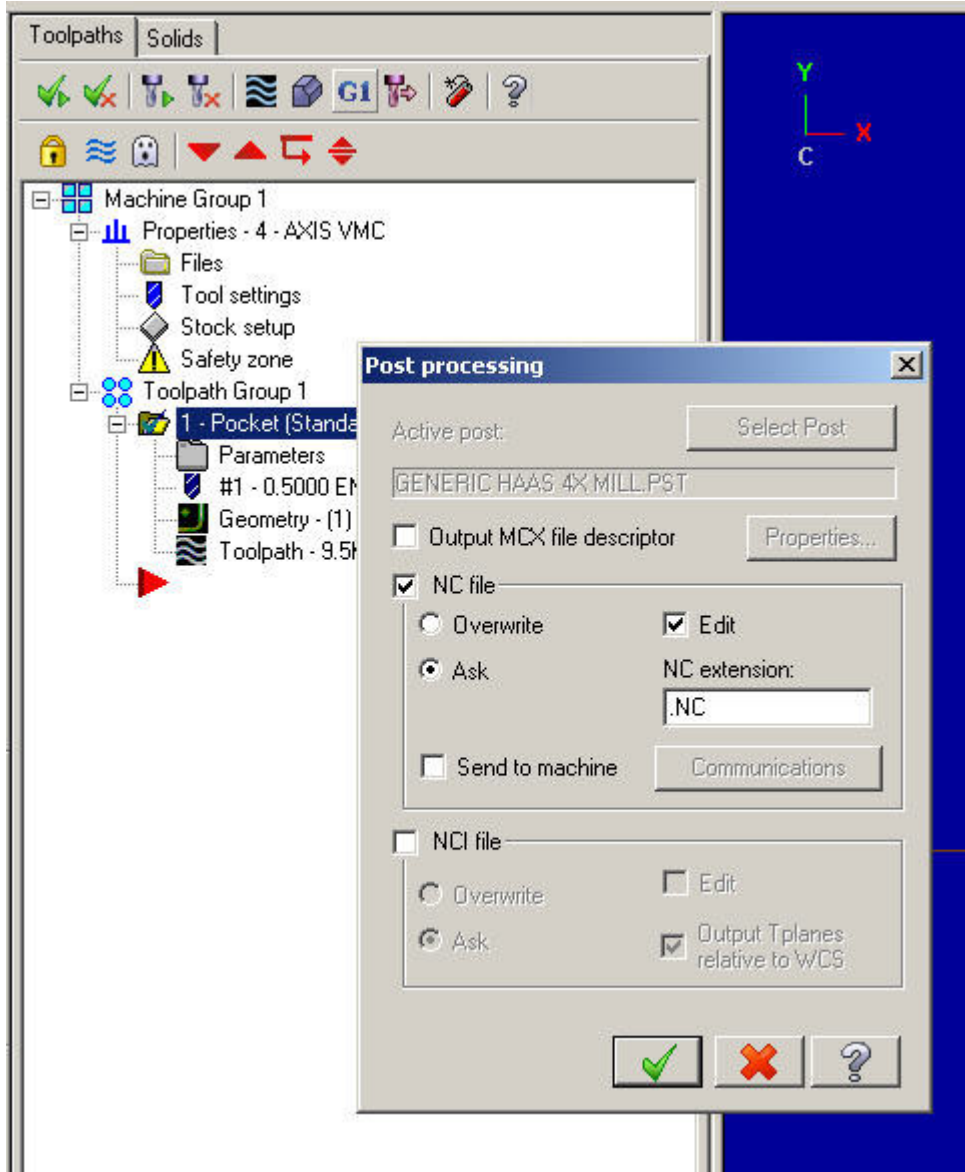 Toolpaths Solids
G1
Y
X
C
Machine Group 1
Properties - 4 - AXIS VMC
Files
Tool settings
Stock setup
Safety zone
Toolpath Group 1
1 - Pocket (Standa
Parameters
#1 - 0.5000 EN
Geometry - (1)
Toolpath - 9.5K
Post processing
Active post:
Select Post
GENERIC HAAS 4X MILL.PST
Output MCX file descriptor
Properties...
NC file
Overwrite
Edit
Ask
NC extension:
.NC
Send to machine
Communications
NCI file
Overwrite
Edit
Ask
Output Tplanes
relative to WCS